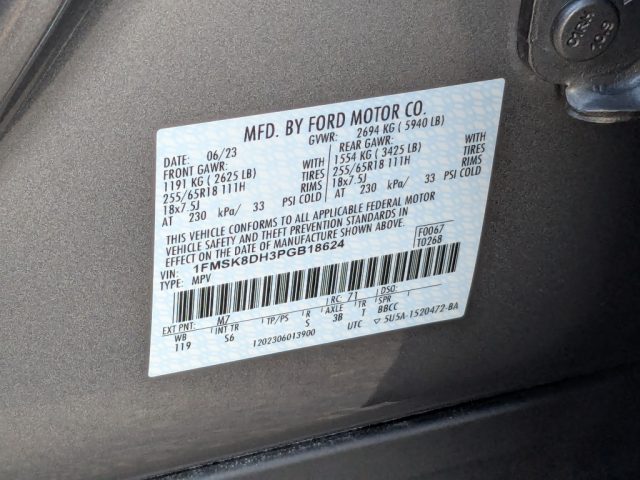 MFD. BY FORD MOTOR CO.
DATE: 06/23 GVWR: 2694 KG ( 5940 LB)
FRONT GAWR: REAR GAWR:
1191 KG ( 2625 LB) WITH 1554 KG ( 3425 LB) WITH
255/65R18 111H TIRES 255/65R18 111H TIRES
18x7.5J RIMS 18x7.5J RIMS
AT 230 kPa/ 33 PSI COLD AT 230 kPa/ 33 PSI COLD
THIS VEHICLE CONFORMS TO ALL APPLICABLE FEDERAL MOTOR
VEHICLE SAFETY AND THEFT PREVENTION STANDARDS IN
EFFECT ON THE DATE OF MANUFACTURE SHOWN ABOVE.
VIN: 1FMSK8DH3PGB18624 F0067
TYPE: MPV T0268
EXT PNT: M7 RC: 71 DSO:
WB INT TR TP/PS R AXLE TR SPR
119 S6 S 3B T BBCC
1202306013900 UTC 5U5A-1520472-BA